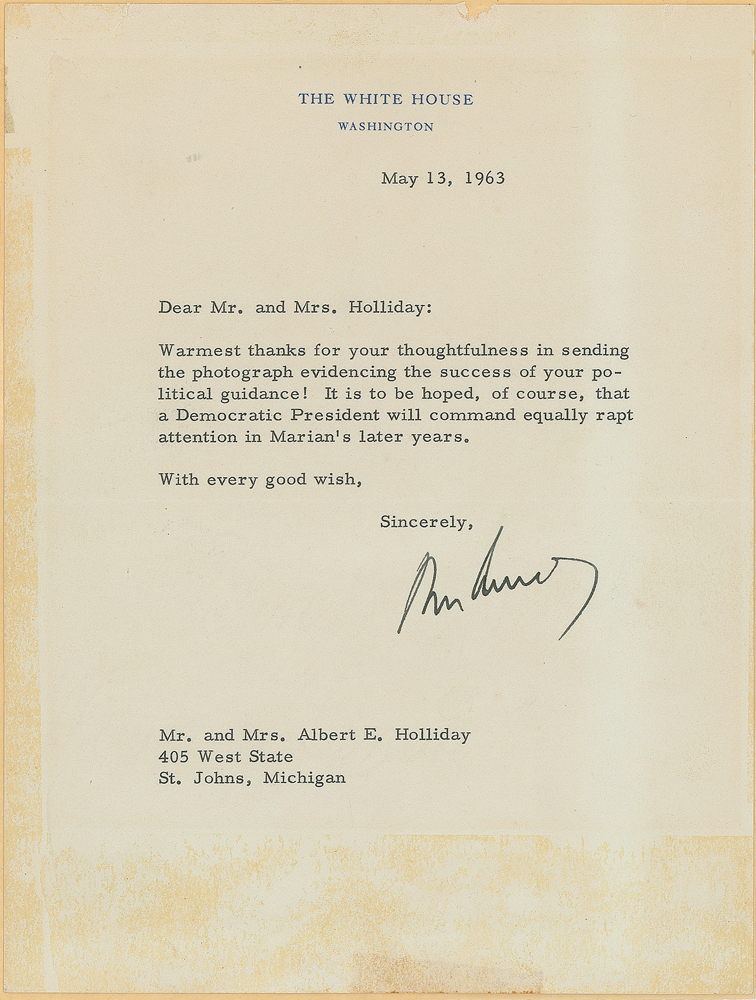 THE WHITE HOUSE
WASHINGTON
May 13, 1963
Dear Mr. and Mrs. Holliday:
Warmest thanks for your thoughtfulness in sending
the photograph evidencing the success of your po-
litical guidance! It is to be hoped, of course, that
a Democratic President will command equally rapt
attention in Marian's later years.
With every good wish,
Sincerely,
Mr. and Mrs. Albert E. Holliday
405 West State
St. Johns, Michigan